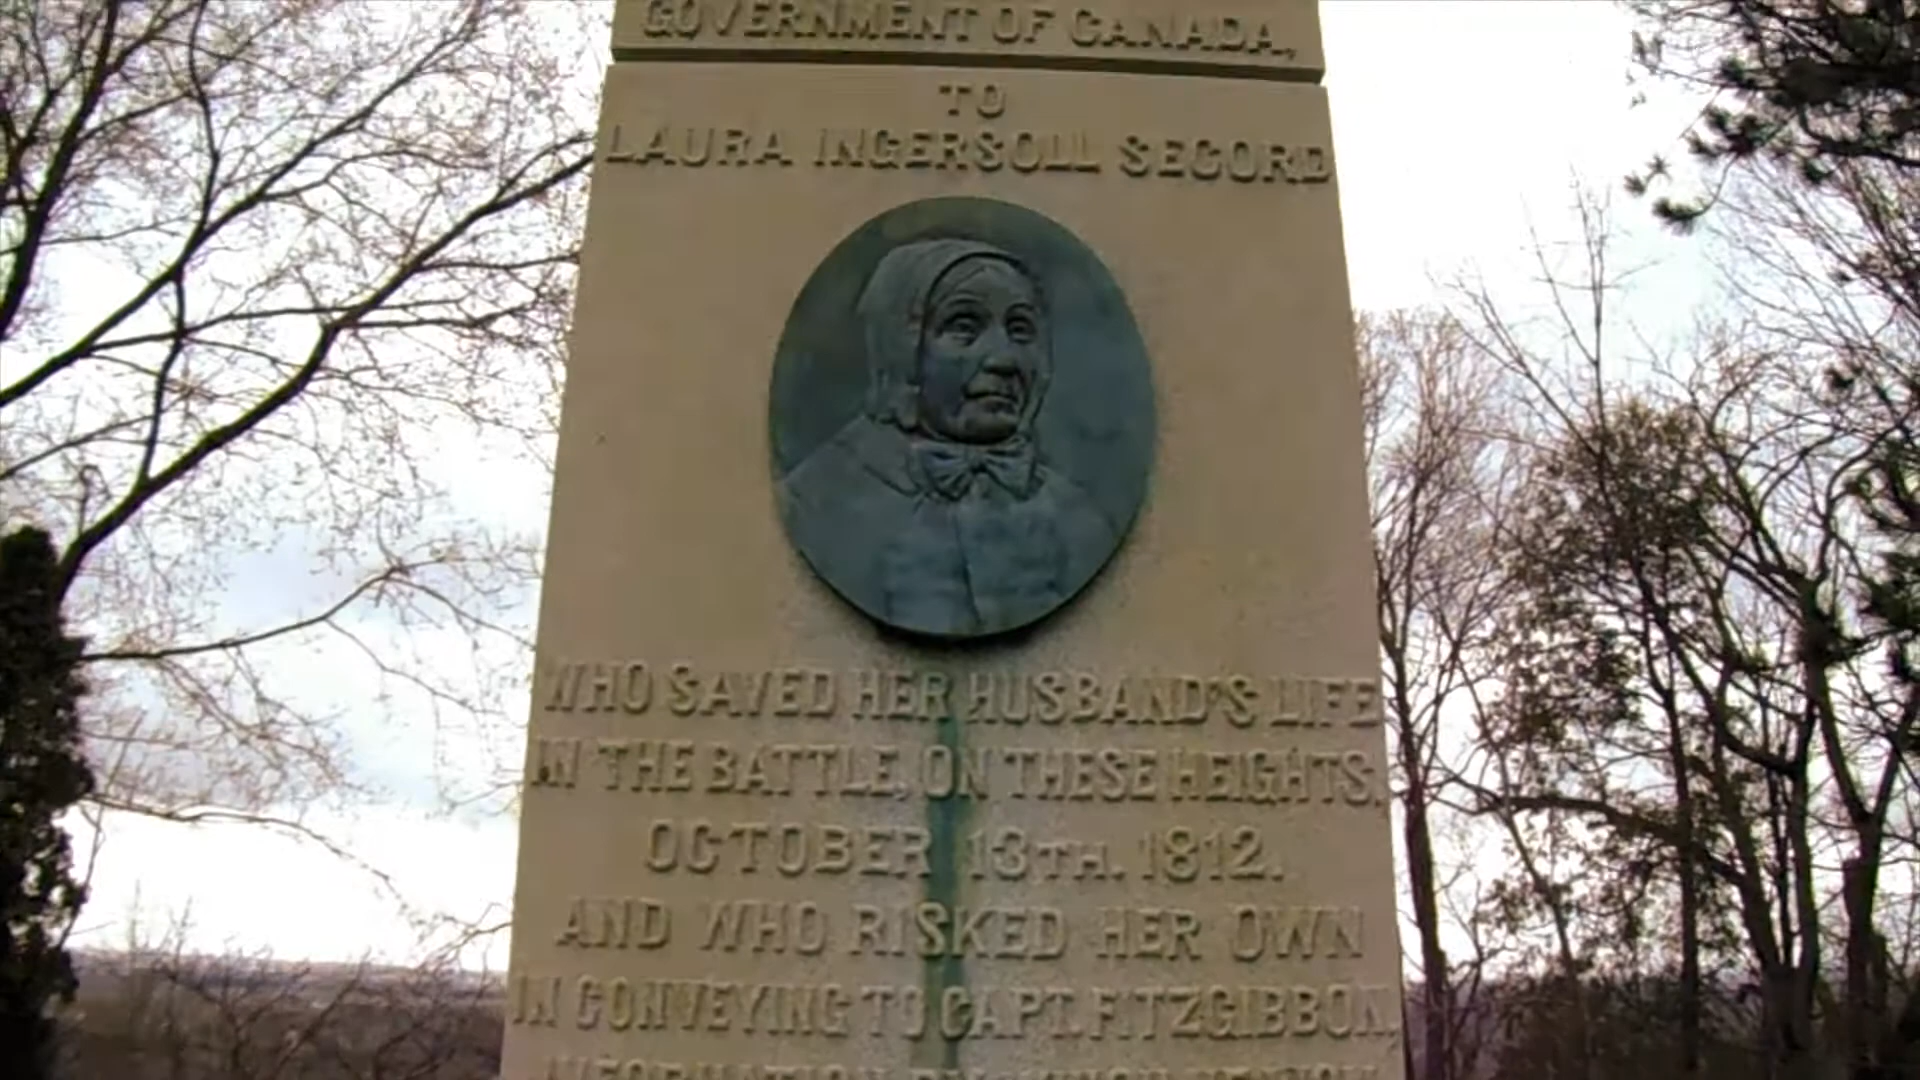 GOVERNMENT OF CANADA,
TO
LAURA INGERSOLL SECORD
WHO SAVED HER HUSBAND'S LIFE
IN THE BATTLE, ON THESE HEIGHTS,
OCTOBER 13TH. 1812.
AND WHO RISKED HER OWN
IN CONVEYING TO CAPT. FITZGIBBON,